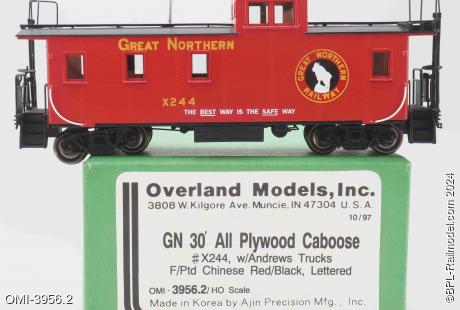 GREAT NORTHERN
GREAT NORTHERN
RAILWAY
X244
THE BEST WAY IS THE SAFE WAY
Overland Models, Inc.
3808 W. Kilgore Ave. Muncie, IN 47304 U.S.A.
10/97
GN 30' All Plywood Caboose
#X244, w/Andrews Trucks
F/Ptd Chinese Red/Black, Lettered
OMI - 3956.2/ HO Scale
Made in Korea by Ajin Precision Mfg., Inc.
OMI-3956.2
©BPL-Railmodel.com 2024